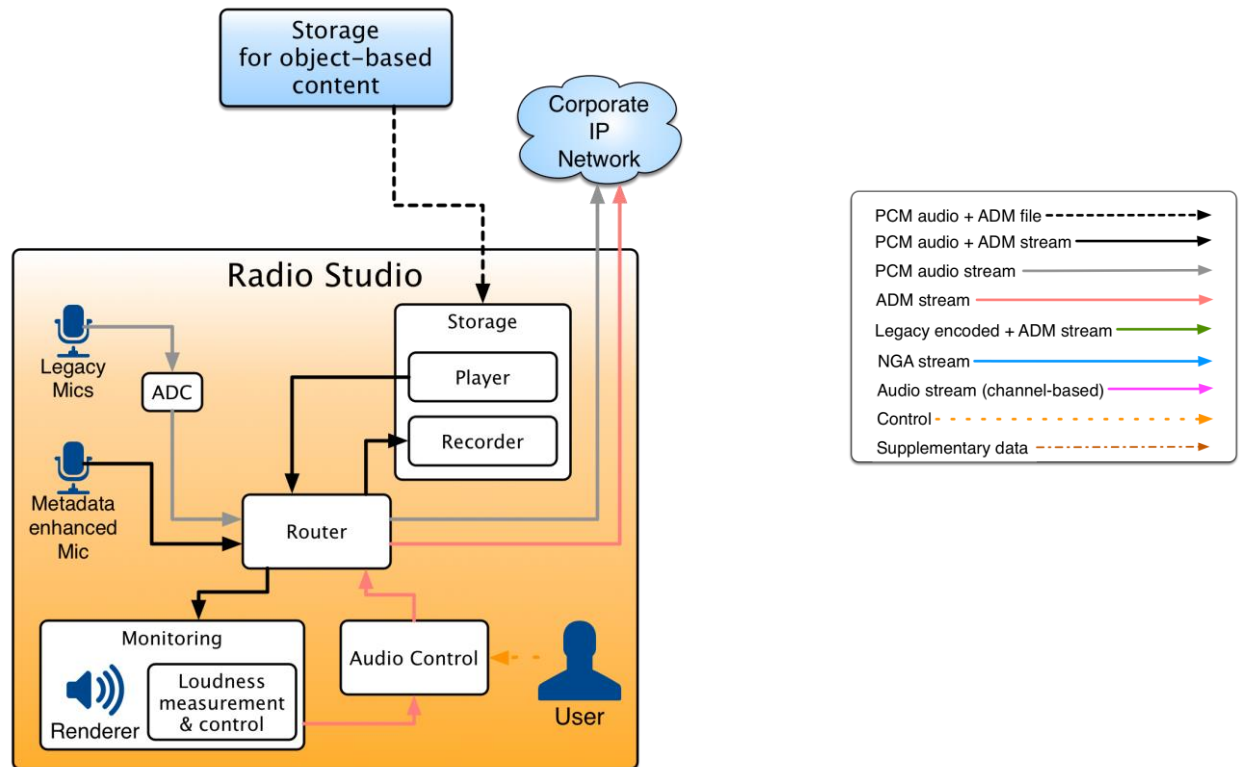 Storage
for object-based
content
Corporate
IP
Network
Radio Studio
Legacy
Mics
ADC
Metadata
enhanced
Mic
Storage
Player
Recorder
Router
Monitoring
Renderer
Loudness
measurement
& control
Audio Control
User
PCM audio + ADM file
PCM audio + ADM stream
PCM audio stream
ADM stream
Legacy encoded + ADM stream
NGA stream
Audio stream (channel-based)
Control
Supplementary data